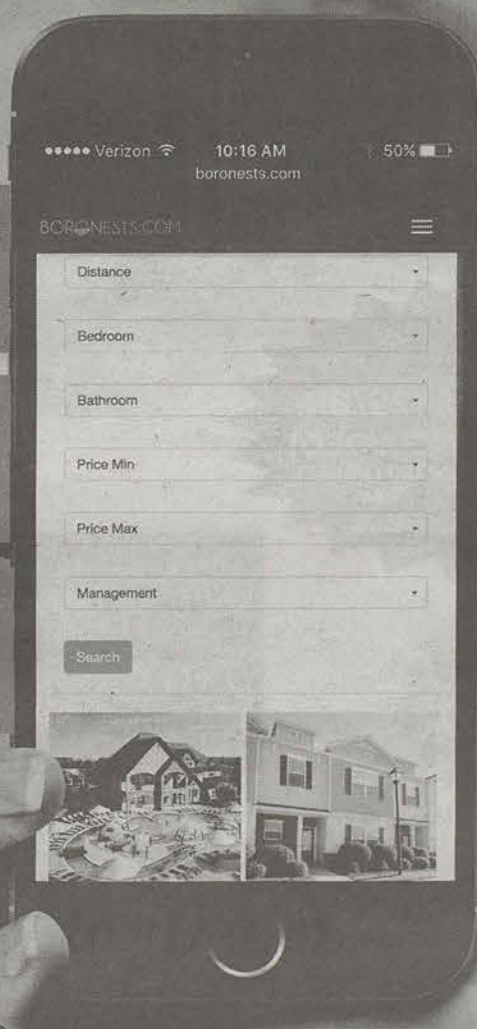 Verizon 10:16 AM 50%
boronests.com
BORONESTS.COM
Distance
Bedroom
Bathroom
Price Min
Price Max
Management
Search